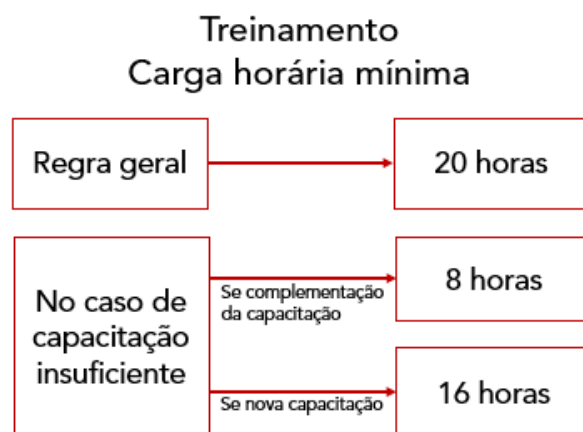 Treinamento
Carga horária mínima
Regra geral
20 horas
No caso de
capacitação
insuficiente
Se complementação
da capacitação
8 horas
Se nova capacitação
16 horas